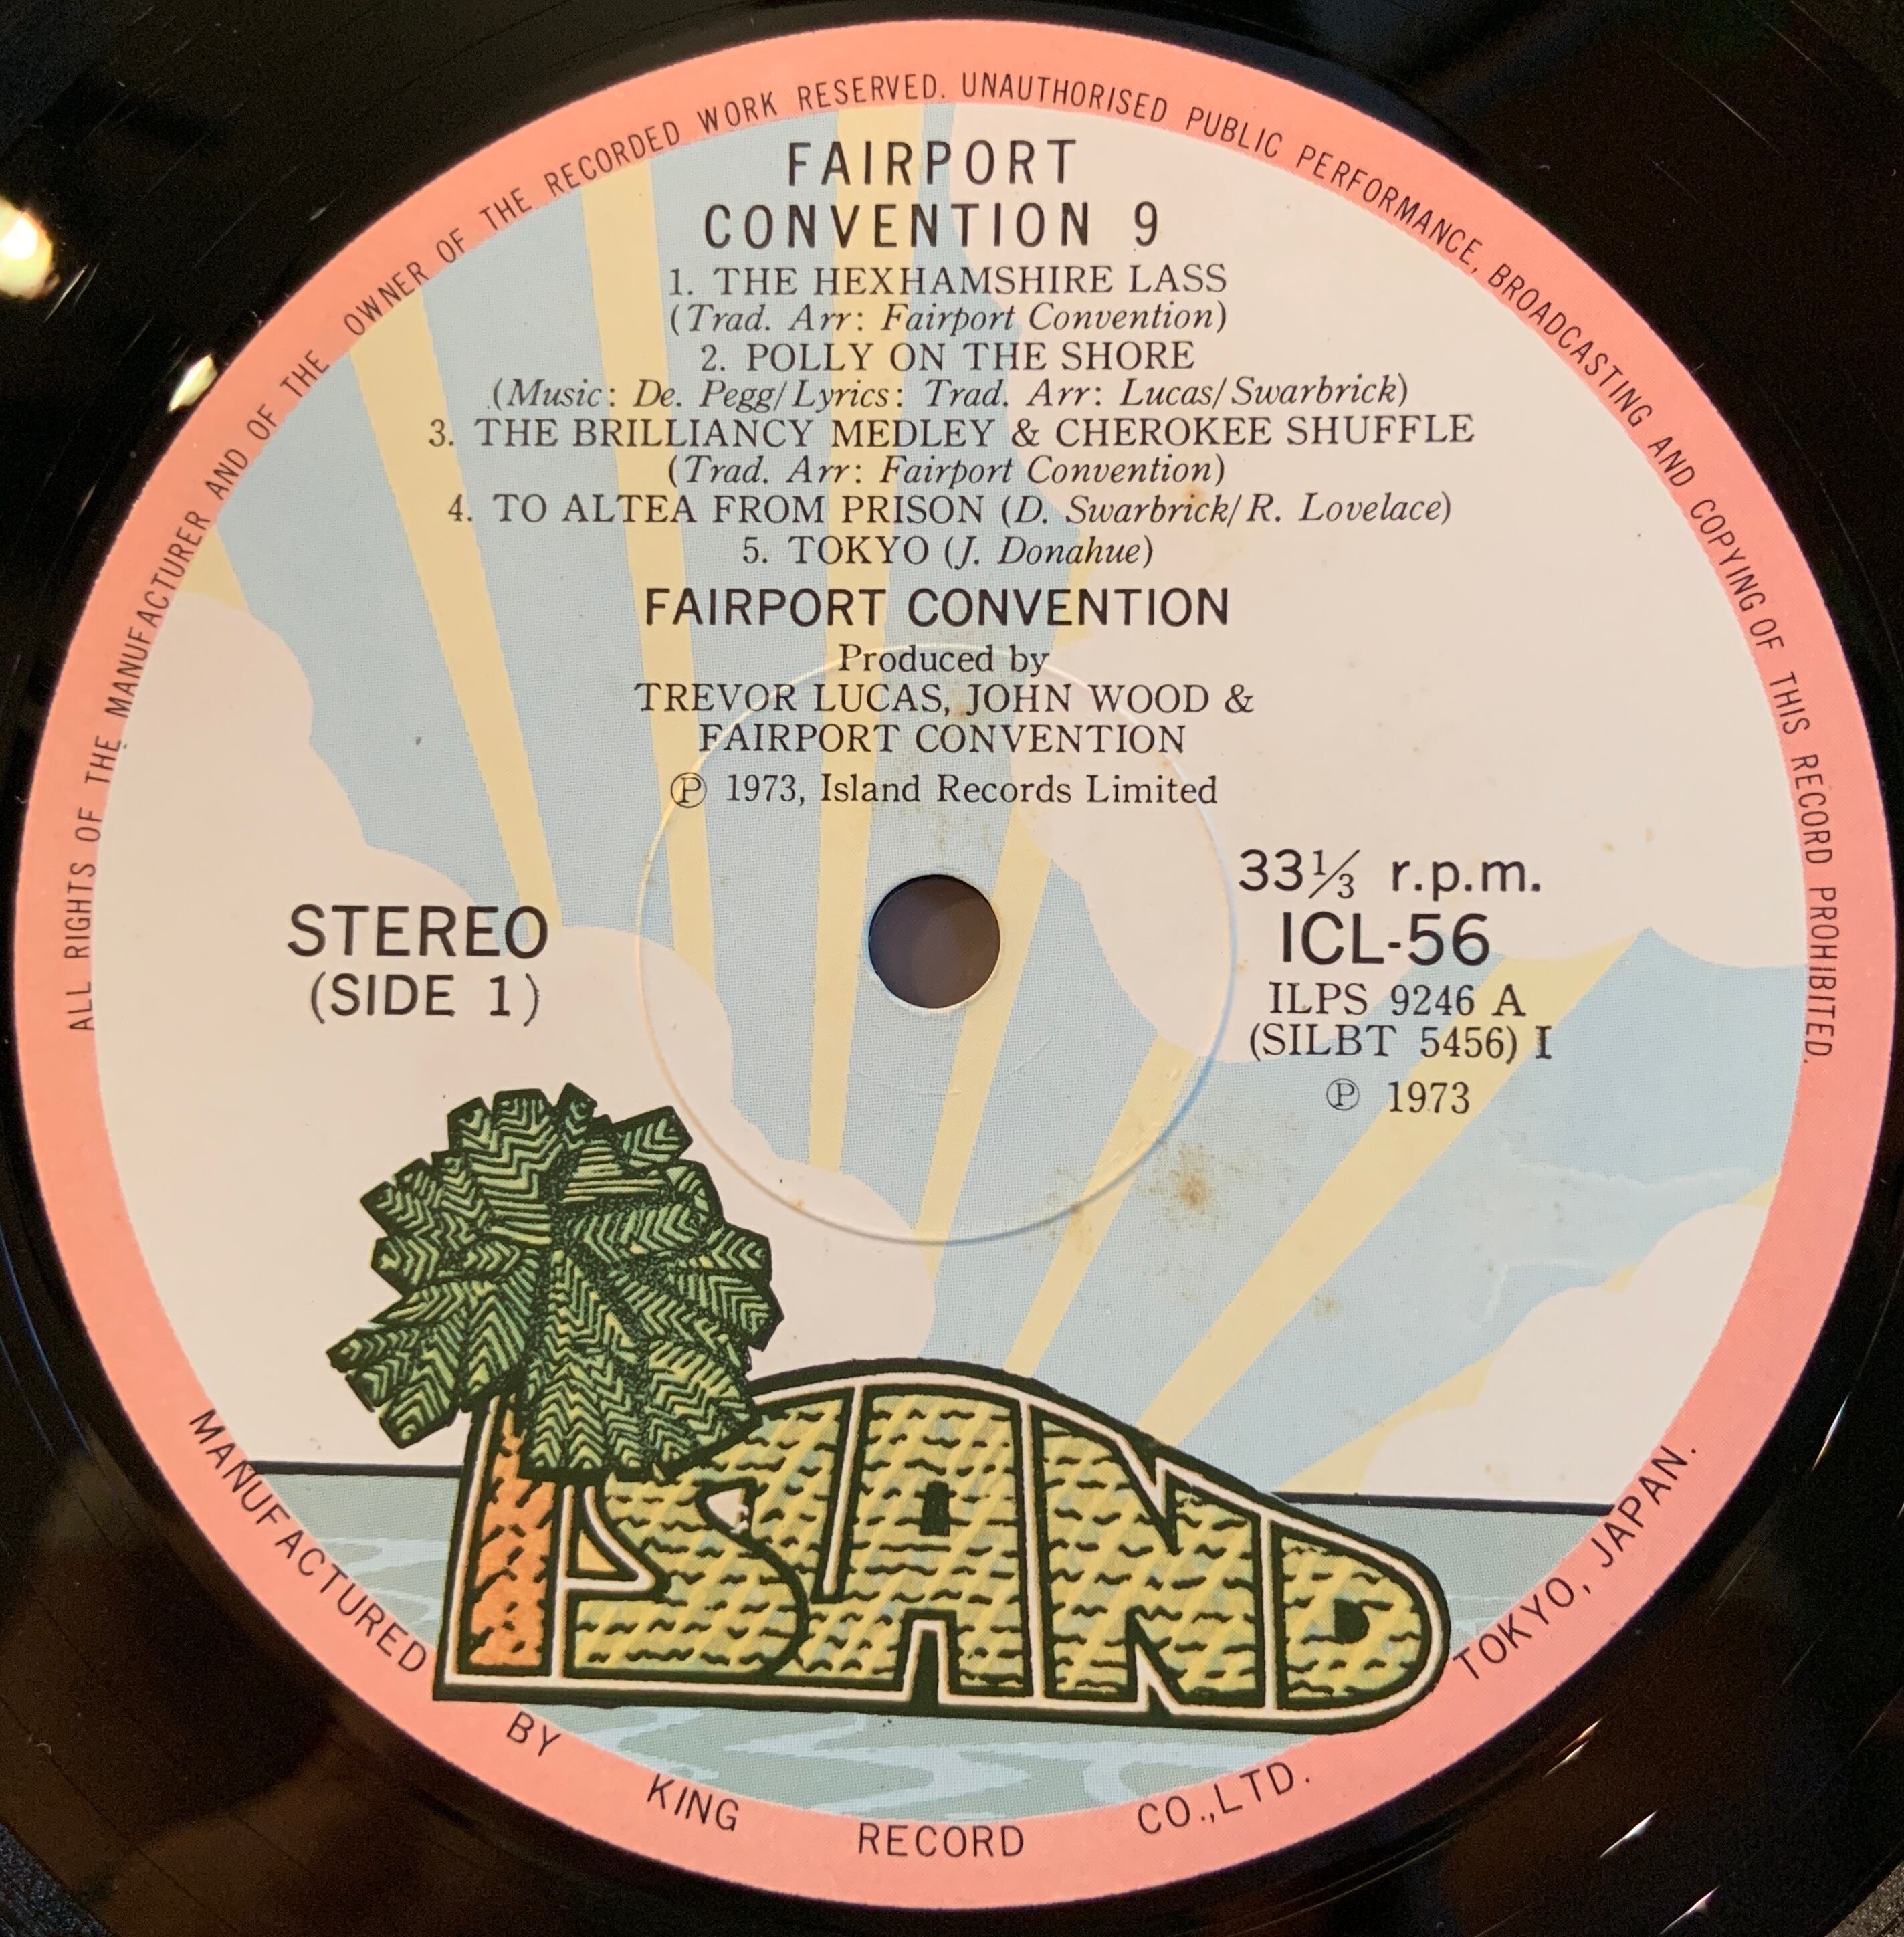 ALL RIGHTS OF THE MANUFACTURER AND OF THE OWNER OF THE RECORDED WORK RESERVED. UNAUTHORISED PUBLIC PERFORMANCE, BROADCASTING AND COPYING OF THIS RECORD PROHIBITED.
FAIRPORT
CONVENTION 9
1. THE HEXHAMSHIRE LASS
(Trad. Arr: Fairport Convention)
2. POLLY ON THE SHORE
(Music: De. Pegg/Lyrics: Trad. Arr: Lucas/Swarbrick)
3. THE BRILLIANCY MEDLEY & CHEROKEE SHUFFLE
(Trad. Arr: Fairport Convention)
4. TO ALTEA FROM PRISON (D. Swarbrick/R. Lovelace)
5. TOKYO (J. Donahue)
FAIRPORT CONVENTION
Produced by
TREVOR LUCAS, JOHN WOOD &
FAIRPORT CONVENTION
Ⓟ 1973, Island Records Limited
STEREO
(SIDE 1)
33⅓ r.p.m.
ICL-56
ILPS 9246 A
(SILBT 5456) I
Ⓟ 1973
ISLAND
MANUFACTURED BY KING RECORD CO.,LTD. TOKYO, JAPAN.